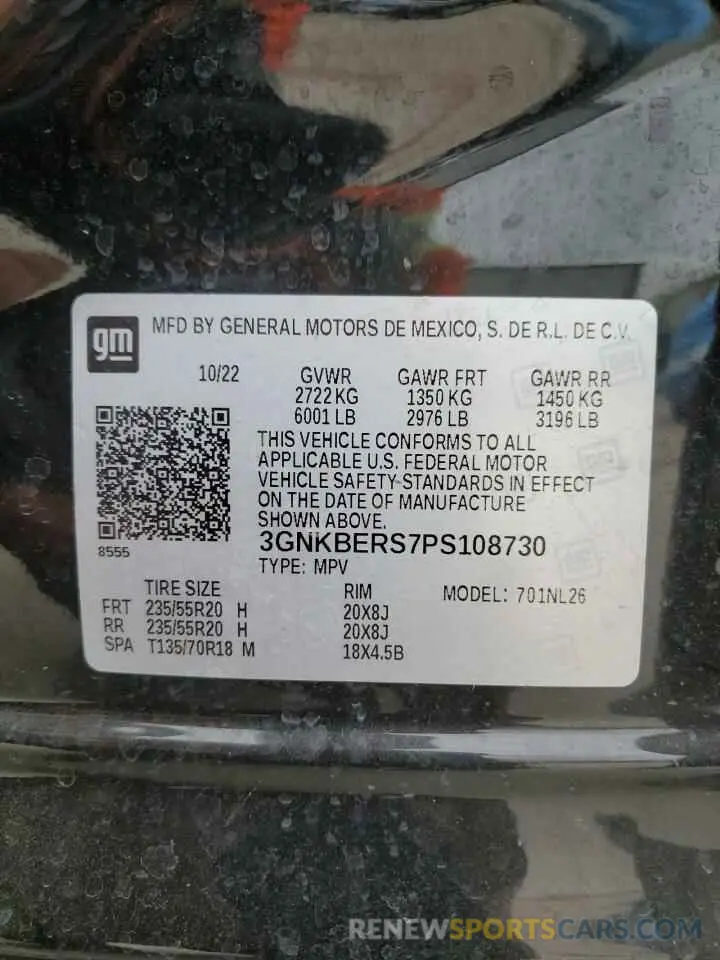 gm MFD BY GENERAL MOTORS DE MEXICO, S. DE R.L. DE C.V.
10/22 GVWR GAWR FRT GAWR RR
2722 KG 1350 KG 1450 KG
6001 LB 2976 LB 3196 LB
THIS VEHICLE CONFORMS TO ALL
APPLICABLE U.S. FEDERAL MOTOR
VEHICLE SAFETY STANDARDS IN EFFECT
ON THE DATE OF MANUFACTURE
SHOWN ABOVE.
8555 3GNKBERS7PS108730
TYPE: MPV
TIRE SIZE RIM MODEL: 701NL26
FRT 235/55R20 H 20X8J
RR 235/55R20 H 20X8J
SPA T135/70R18 M 18X4.5B
RENEWSPORTSCARS.COM